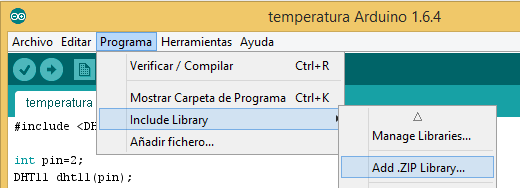 temperatura Arduino 1.6.4
Archivo Editar Programa Herramientas Ayuda
Verificar / Compilar Ctrl+R
temperatura
Mostrar Carpeta de Programa Ctrl+K
#include <DH
Include Library
Manage Libraries...
Añadir fichero...
int pin=2;
Add .ZIP Library...
DHT11 dht11(pin);